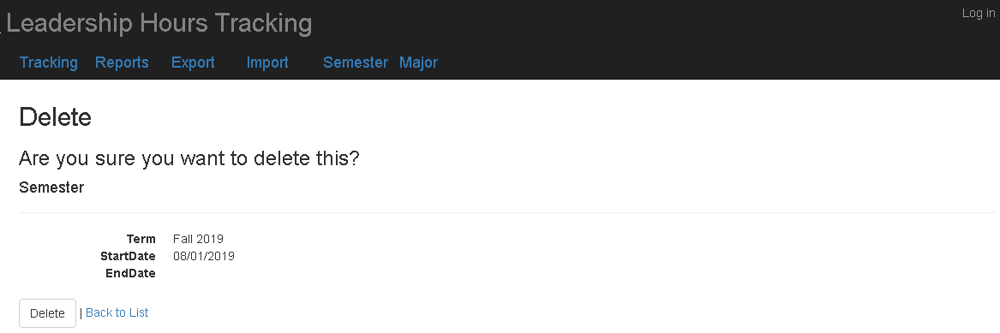 Log in
Leadership Hours Tracking
Tracking Reports Export Import Semester Major
Delete
Are you sure you want to delete this?
Semester
Term Fall 2019
StartDate 08/01/2019
EndDate
Delete | Back to List